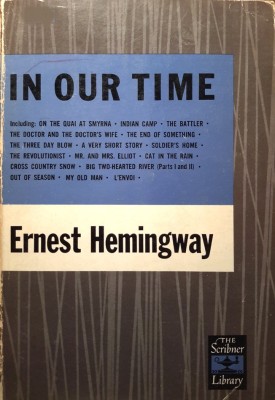 IN OUR TIME
Including: ON THE QUAI AT SMYRNA • INDIAN CAMP • THE BATTLER •
THE DOCTOR AND THE DOCTOR'S WIFE • THE END OF SOMETHING •
THE THREE DAY BLOW • A VERY SHORT STORY • SOLDIER'S HOME •
THE REVOLUTIONIST • MR. AND MRS. ELLIOT • CAT IN THE RAIN •
CROSS COUNTRY SNOW • BIG TWO-HEARTED RIVER (Parts I and II) •
OUT OF SEASON • MY OLD MAN • L'ENVOI •
Ernest Hemingway
THE
Scribner
Library